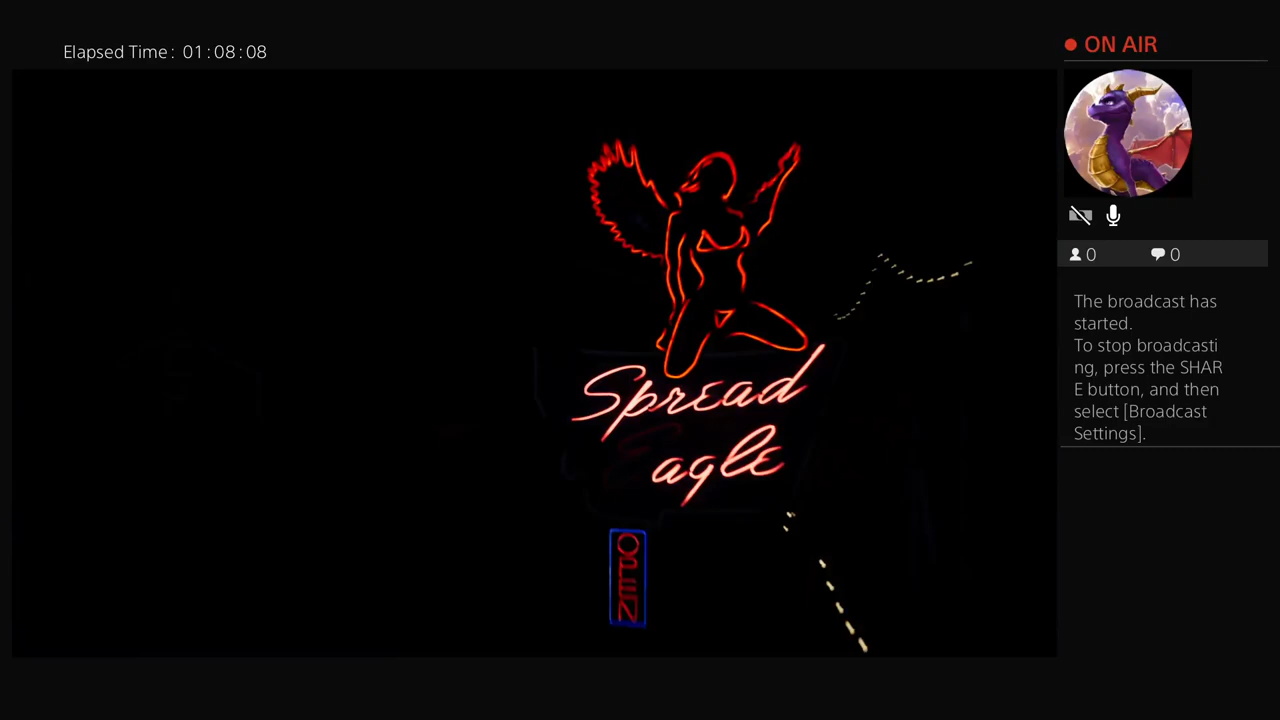 Elapsed Time: 01:08:08
ON AIR
0 0
The broadcast has
started.
To stop broadcasti
ng, press the SHAR
E button, and then
select [Broadcast
Settings].
Spread
Eagle
OPEN